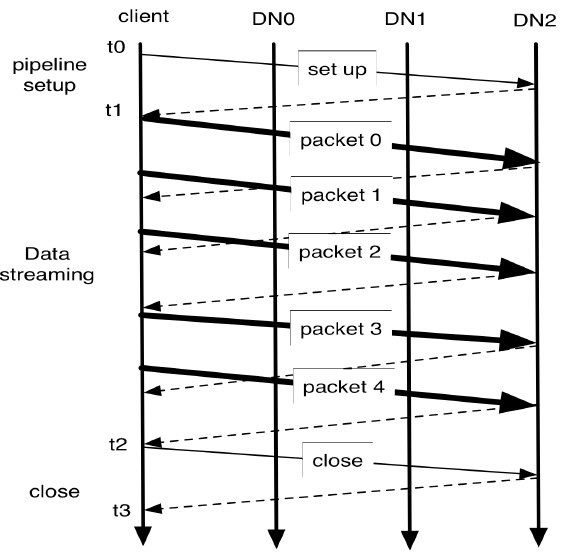 client DN0 DN1 DN2
t0
pipeline
setup
set up
t1
packet 0
packet 1
Data
streaming
packet 2
packet 3
packet 4
t2
close
close
t3